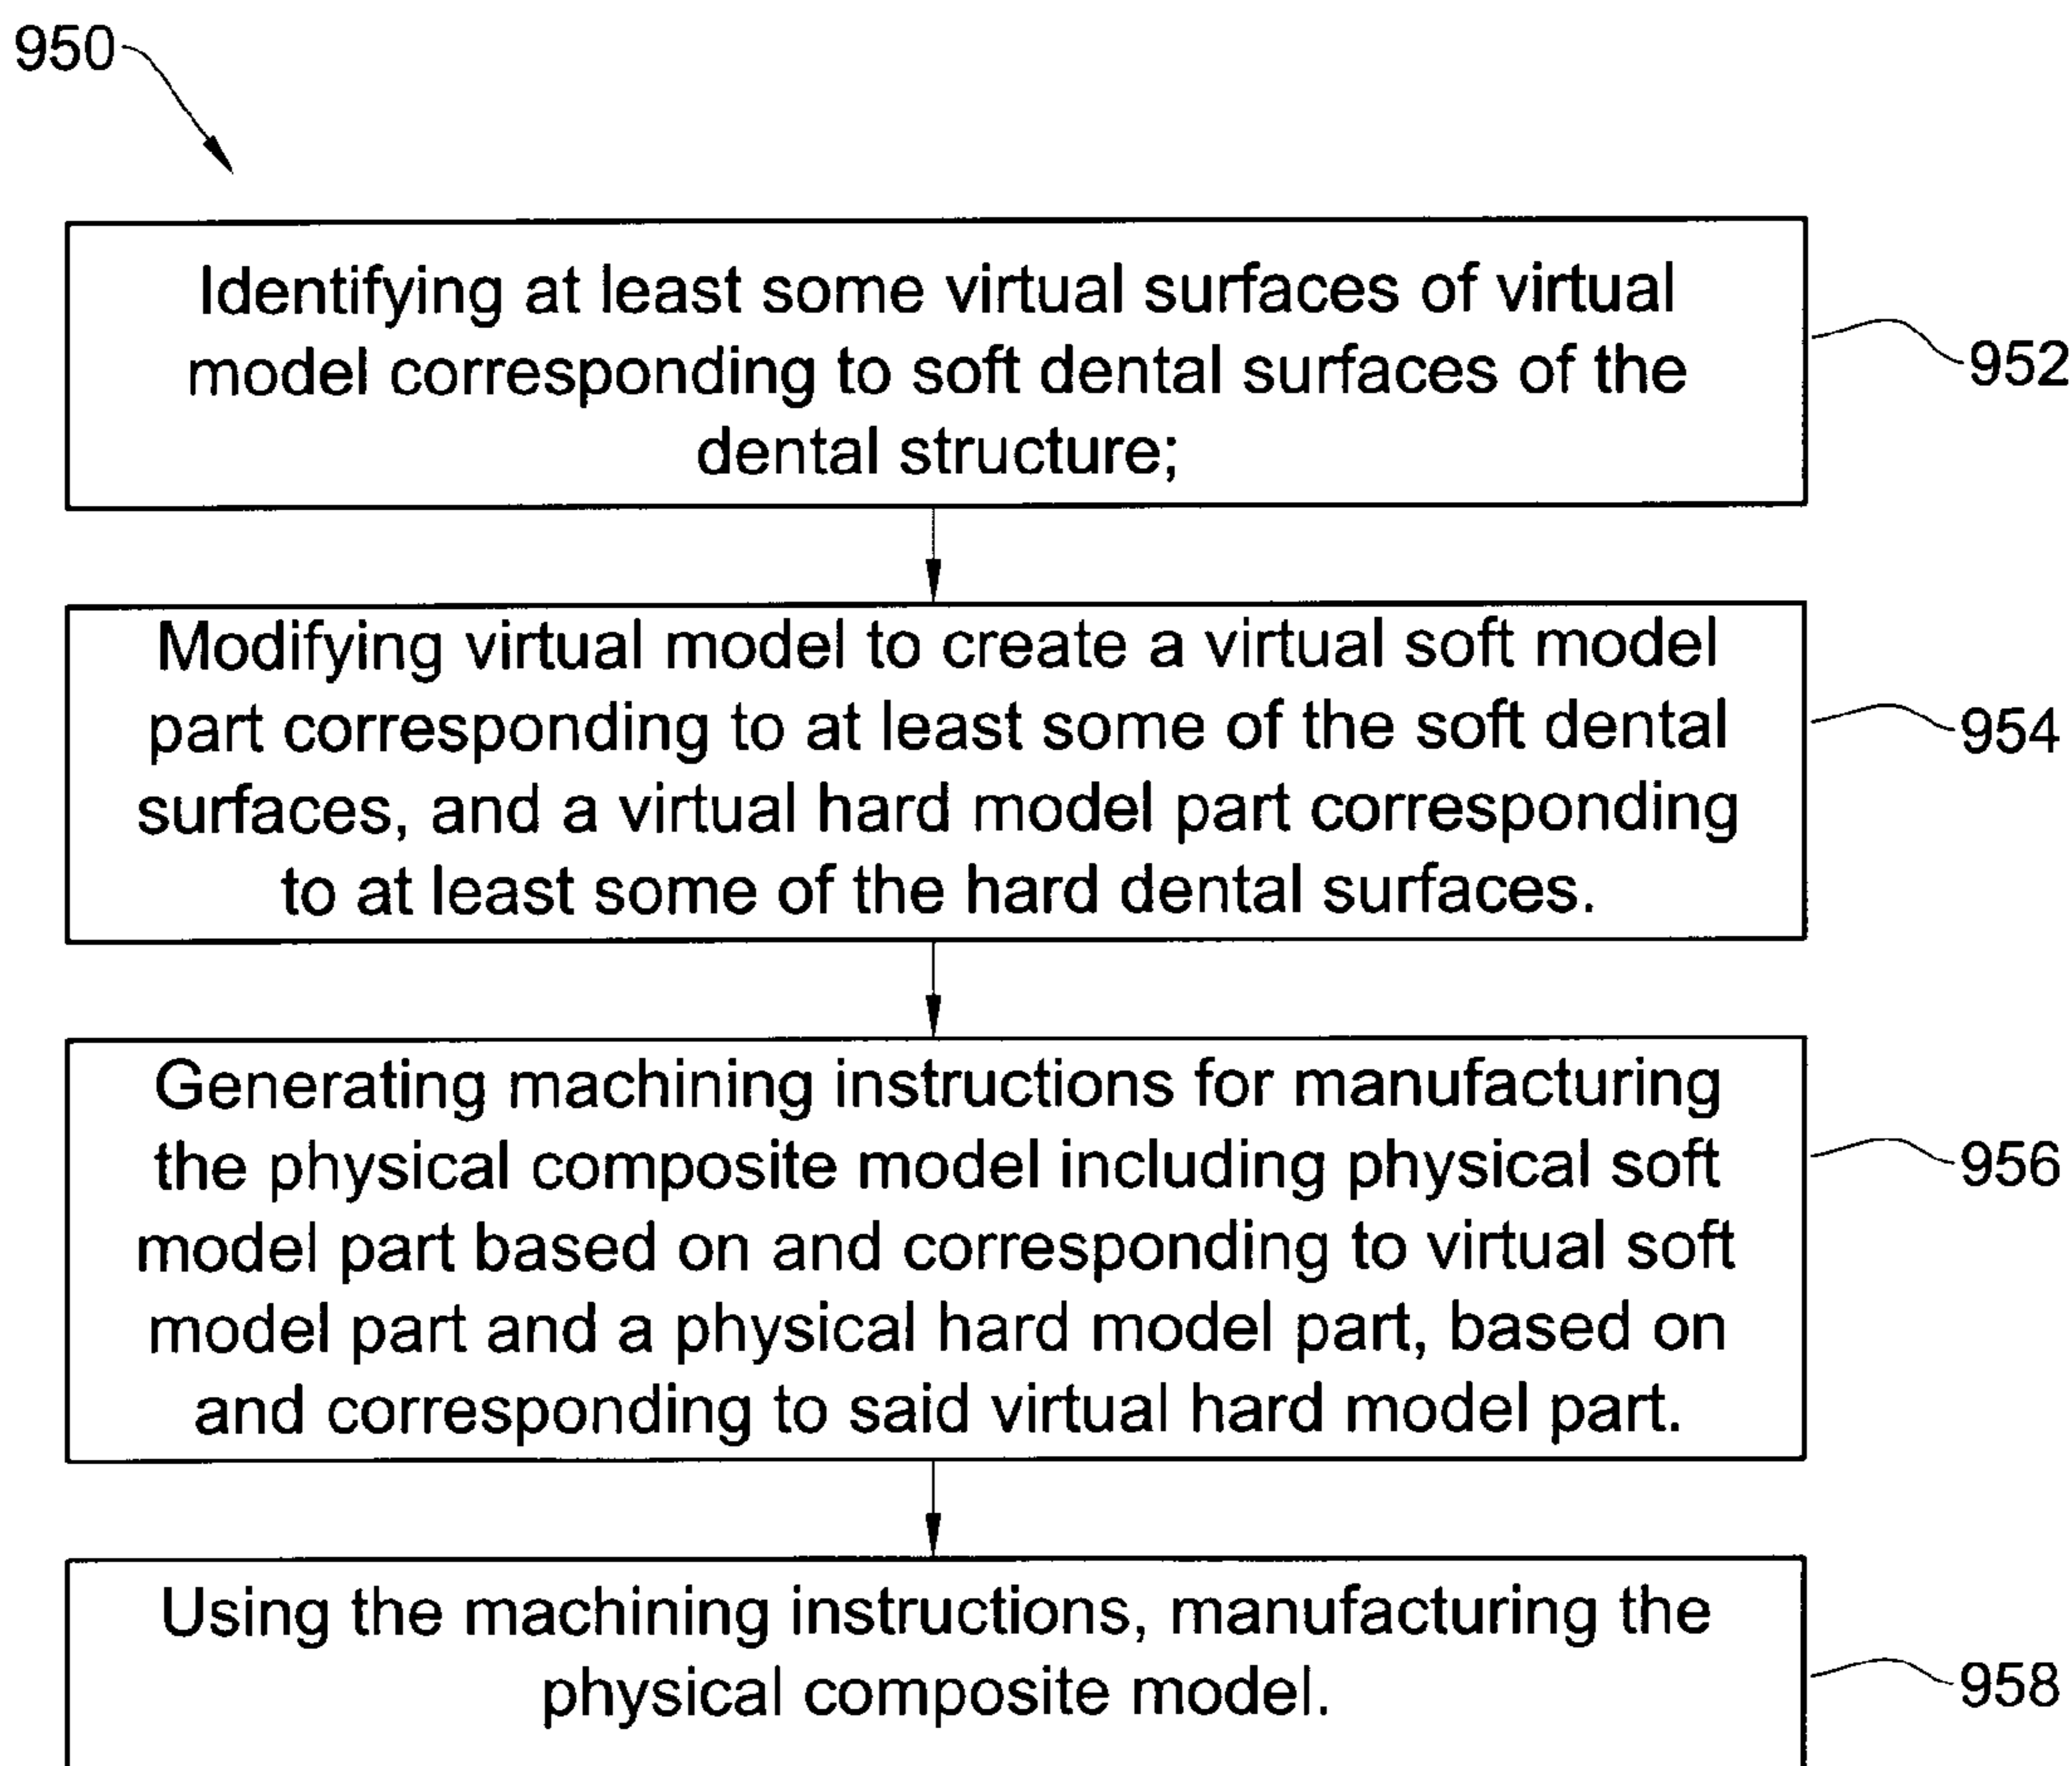 950
Identifying at least some virtual surfaces of virtual
model corresponding to soft dental surfaces of the
dental structure;
952
Modifying virtual model to create a virtual soft model
part corresponding to at least some of the soft dental
surfaces, and a virtual hard model part corresponding
to at least some of the hard dental surfaces.
954
Generating machining instructions for manufacturing
the physical composite model including physical soft
model part based on and corresponding to virtual soft
model part and a physical hard model part, based on
and corresponding to said virtual hard model part.
956
Using the machining instructions, manufacturing the
physical composite model.
958